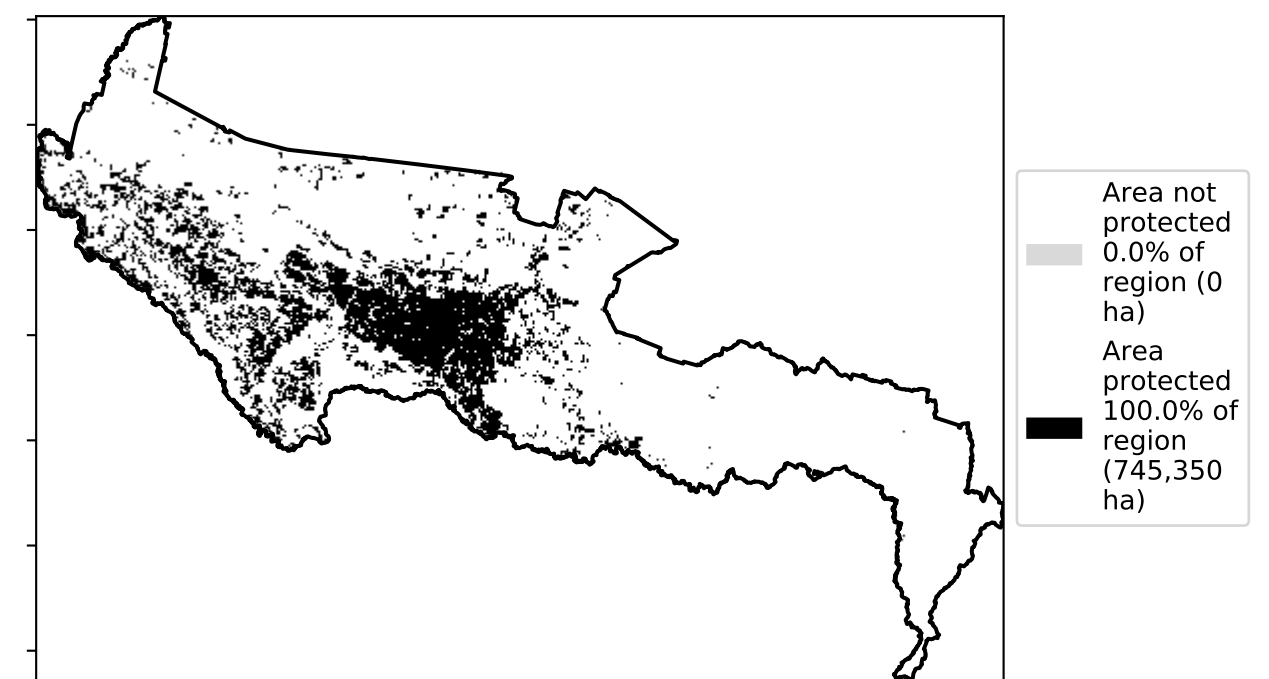 Area not
protected
0.0% of
region (0
ha)
Area
protected
100.0% of
region
(745,350
ha)